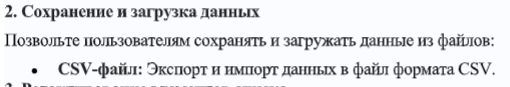 2. Сохранение и загрузка данных
Позвольте пользователям сохранять и загружать данные из файлов:
• CSV-файл: Экспорт и импорт данных в файл формата CSV.